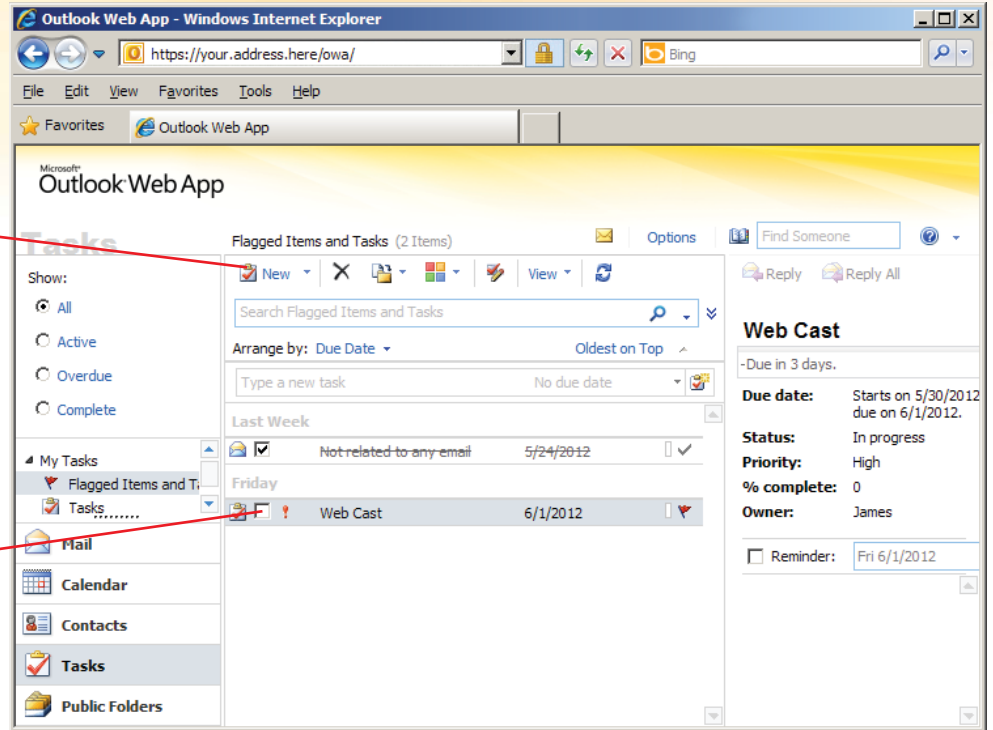 Outlook Web App - Windows Internet Explorer
https://your.address.here/owa/
Bing
File Edit View Favorites Tools Help
Favorites
Outlook Web App
Microsoft
Outlook Web App
Tasks
Flagged Items and Tasks (2 Items)
Options
Find Someone
Show:
All
Active
Overdue
Complete
My Tasks
Flagged Items and Ta
Tasks
Mail
Calendar
Contacts
Tasks
Public Folders
New
View
Search Flagged Items and Tasks
Arrange by: Due Date
Oldest on Top
Type a new task
No due date
Last Week
Not related to any email 5/24/2012
Friday
Web Cast 6/1/2012
Reply Reply All
Web Cast
-Due in 3 days.
Due date: Starts on 5/30/2012
due on 6/1/2012.
Status: In progress
Priority: High
% complete: 0
Owner: James
Reminder: Fri 6/1/2012